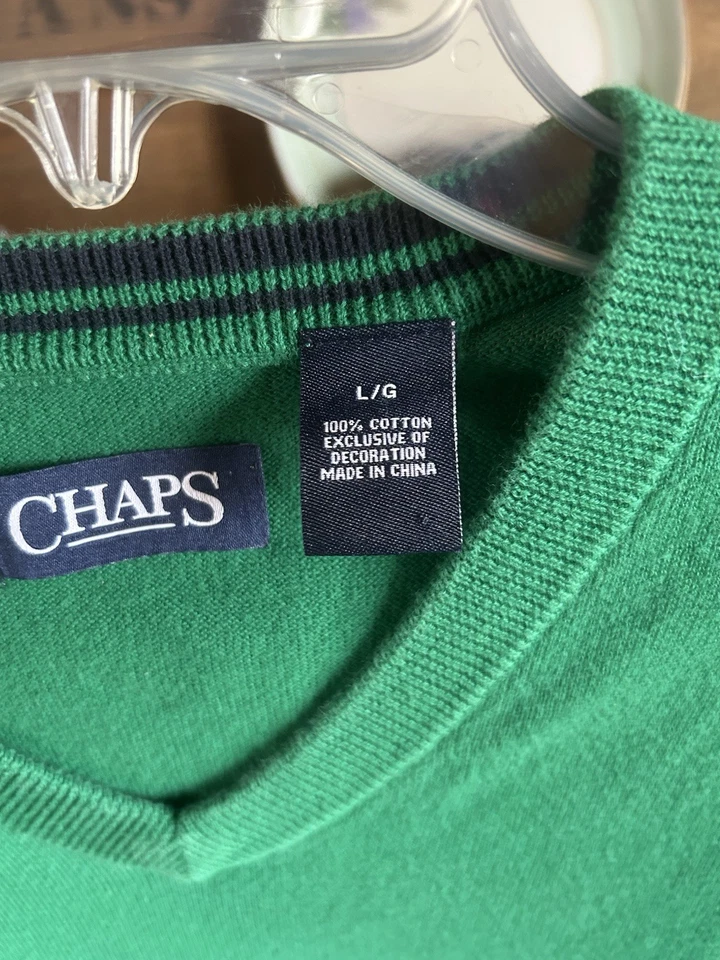 CHAPS
L/G
100% COTTON
EXCLUSIVE OF
DECORATION
MADE IN CHINA